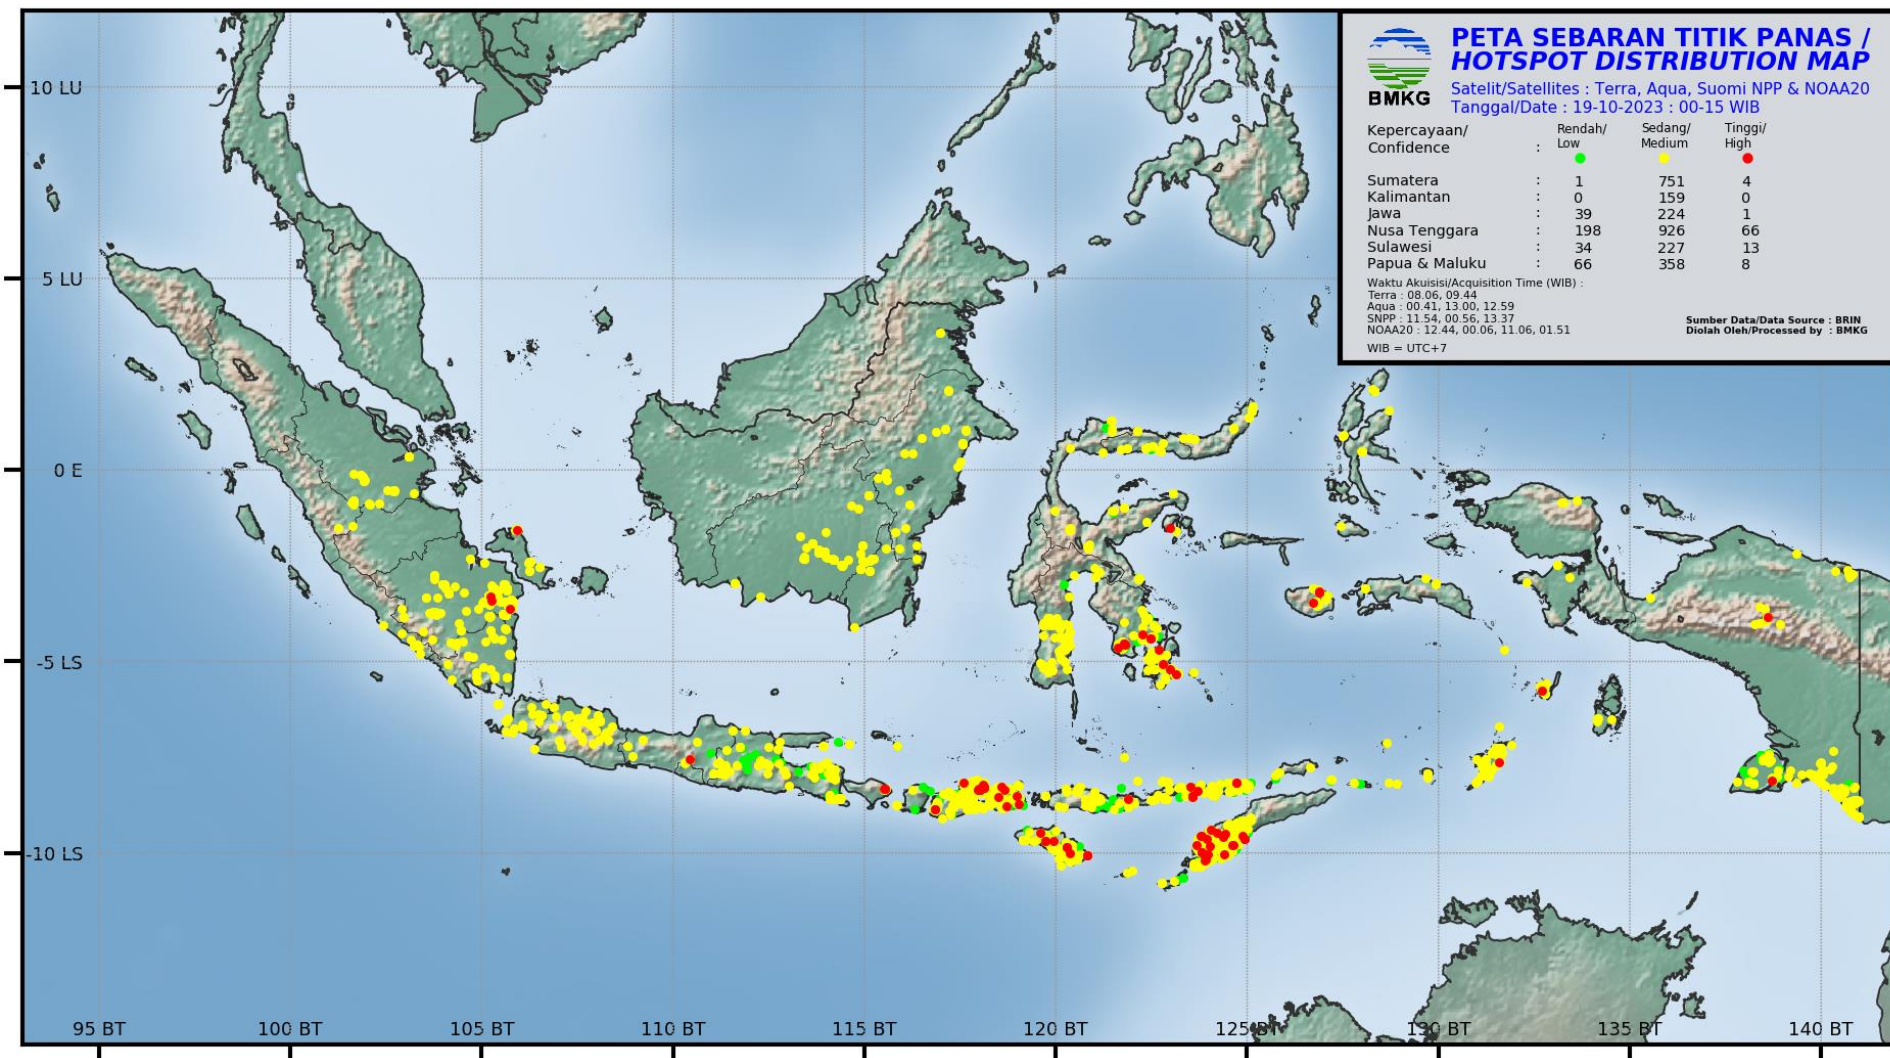 PETA SEBARAN TITIK PANAS /
HOTSPOT DISTRIBUTION MAP
BMKG
Satelit/Satellites : Terra, Aqua, Suomi NPP & NOAA20
Tanggal/Date : 19-10-2023 : 00-15 WIB
Kepercayaan/ Rendah/ Sedang/ Tinggi/
Confidence : Low Medium High
Sumatera : 1 751 4
Kalimantan : 0 159 0
Jawa : 39 224 1
Nusa Tenggara : 198 926 66
Sulawesi : 34 227 13
Papua & Maluku : 66 358 8
Waktu Akuisisi/Acquisition Time (WIB) :
Terra : 08.06, 09.44
Aqua : 00.41, 13.00, 12.59
SNPP : 11.54, 00.56, 13.37
NOAA20 : 12.44, 00.06, 11.06, 01.51
WIB = UTC+7
Sumber Data/Data Source : BRIN
Diolah Oleh/Processed by : BMKG
10 LU
5 LU
0 E
-5 LS
-10 LS
95 BT 100 BT 105 BT 110 BT 115 BT 120 BT 125 BT 130 BT 135 BT 140 BT